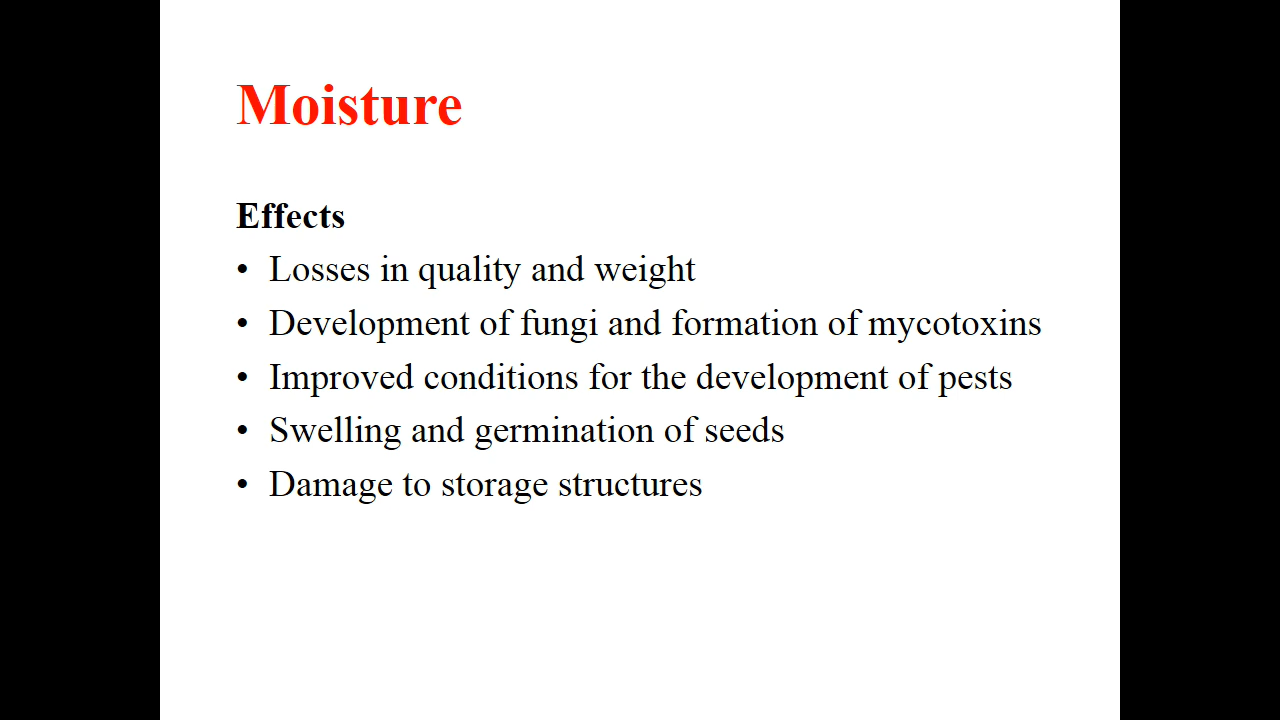 Moisture
Effects
• Losses in quality and weight
• Development of fungi and formation of mycotoxins
• Improved conditions for the development of pests
• Swelling and germination of seeds
• Damage to storage structures